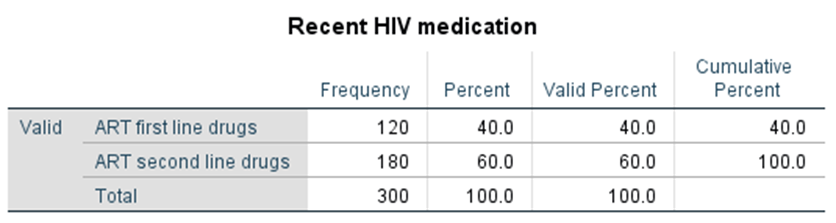 Recent HIV medication
Frequency Percent Valid Percent Cumulative Percent
Valid ART first line drugs 120 40.0 40.0 40.0
ART second line drugs 180 60.0 60.0 100.0
Total 300 100.0 100.0